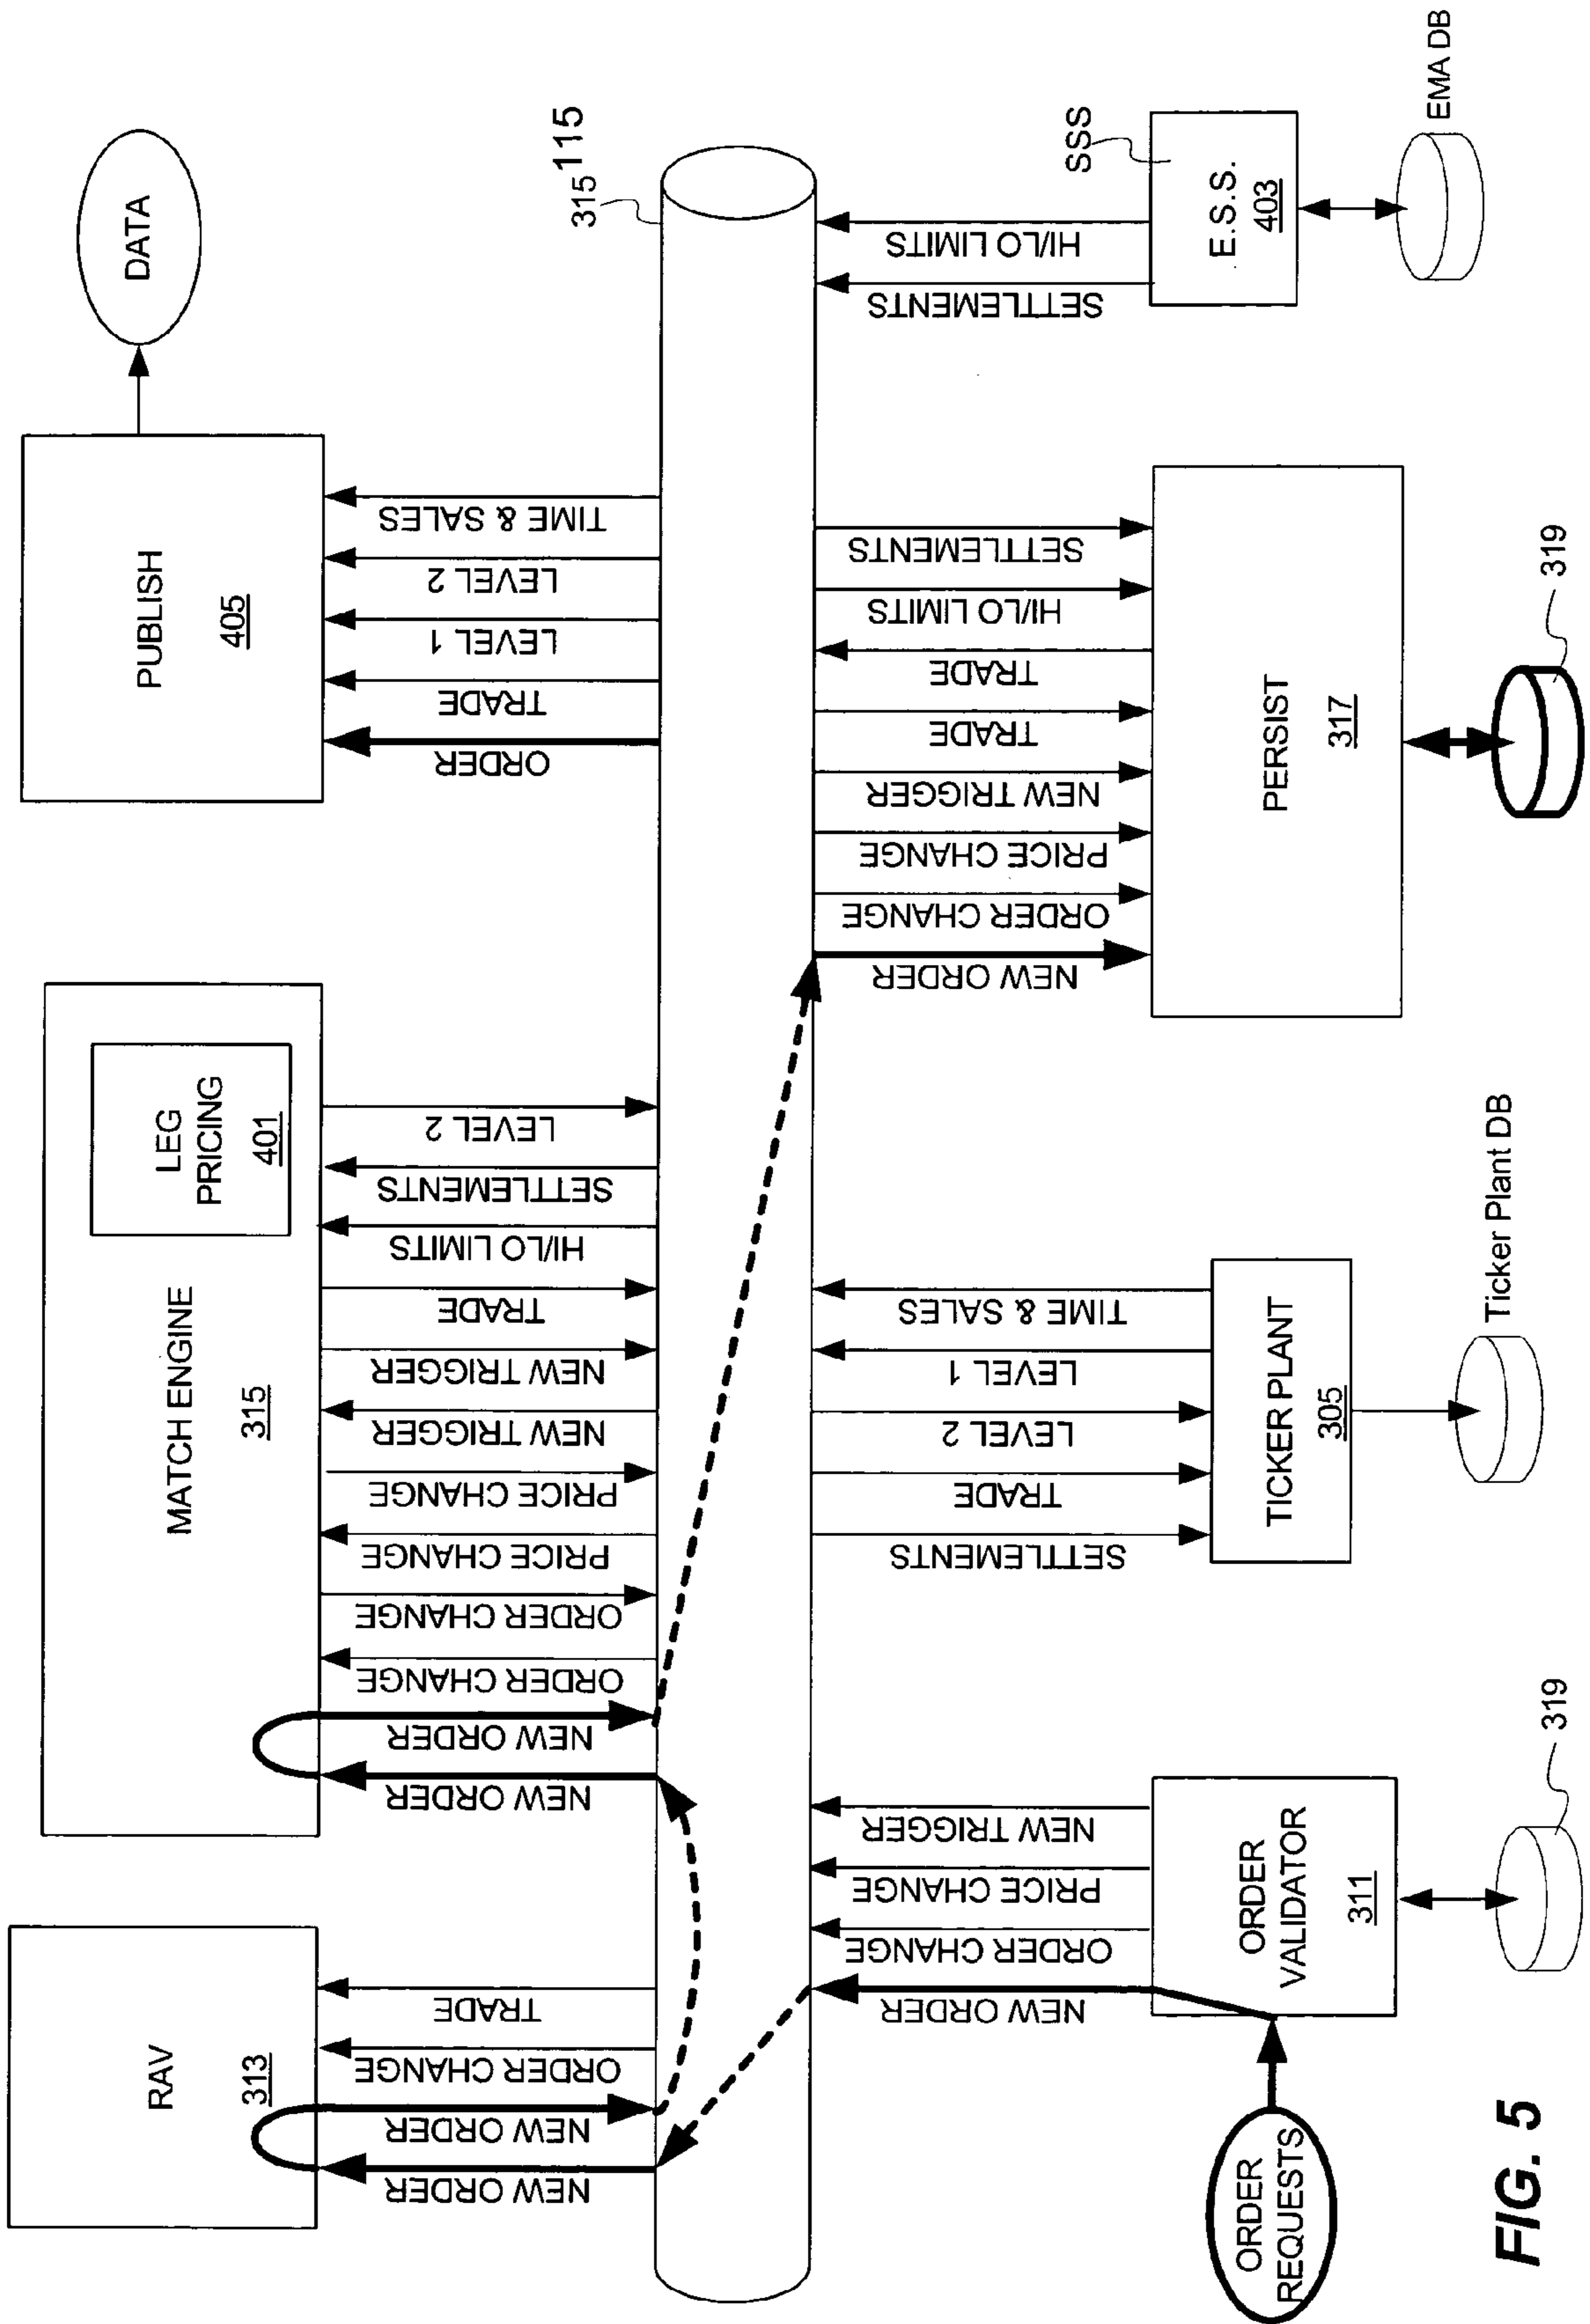 RAV
313
NEW ORDER
NEW ORDER
ORDER CHANGE
TRADE
MATCH ENGINE
315
LEG
PRICING
401
NEW ORDER
NEW ORDER
ORDER CHANGE
ORDER CHANGE
PRICE CHANGE
PRICE CHANGE
NEW TRIGGER
NEW TRIGGER
TRADE
HI/LO LIMITS
SETTLEMENTS
LEVEL 2
PUBLISH
405
ORDER
TRADE
LEVEL 1
LEVEL 2
TIME & SALES
DATA
315
115
ORDER
REQUESTS
NEW ORDER
ORDER CHANGE
PRICE CHANGE
NEW TRIGGER
ORDER
VALIDATOR
311
319
SETTLEMENTS
TRADE
LEVEL 2
LEVEL 1
TIME & SALES
TICKER PLANT
305
Ticker Plant DB
NEW ORDER
ORDER CHANGE
PRICE CHANGE
NEW TRIGGER
TRADE
TRADE
HI/LO LIMITS
SETTLEMENTS
PERSIST
317
319
SETTLEMENTS
HI/LO LIMITS
SSS
E.S.S.
403
EMA DB
FIG. 5